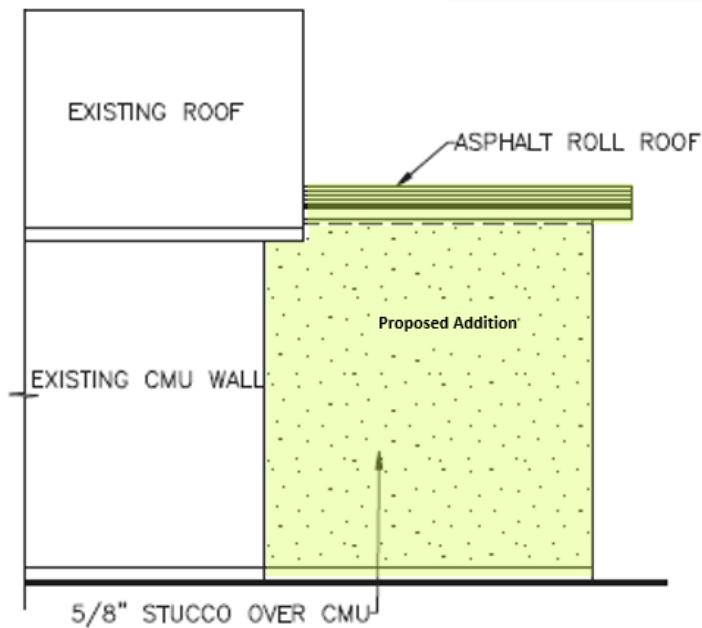 EXISTING ROOF
ASPHALT ROLL ROOF
Proposed Addition
EXISTING CMU WALL
5/8" STUCCO OVER CMU